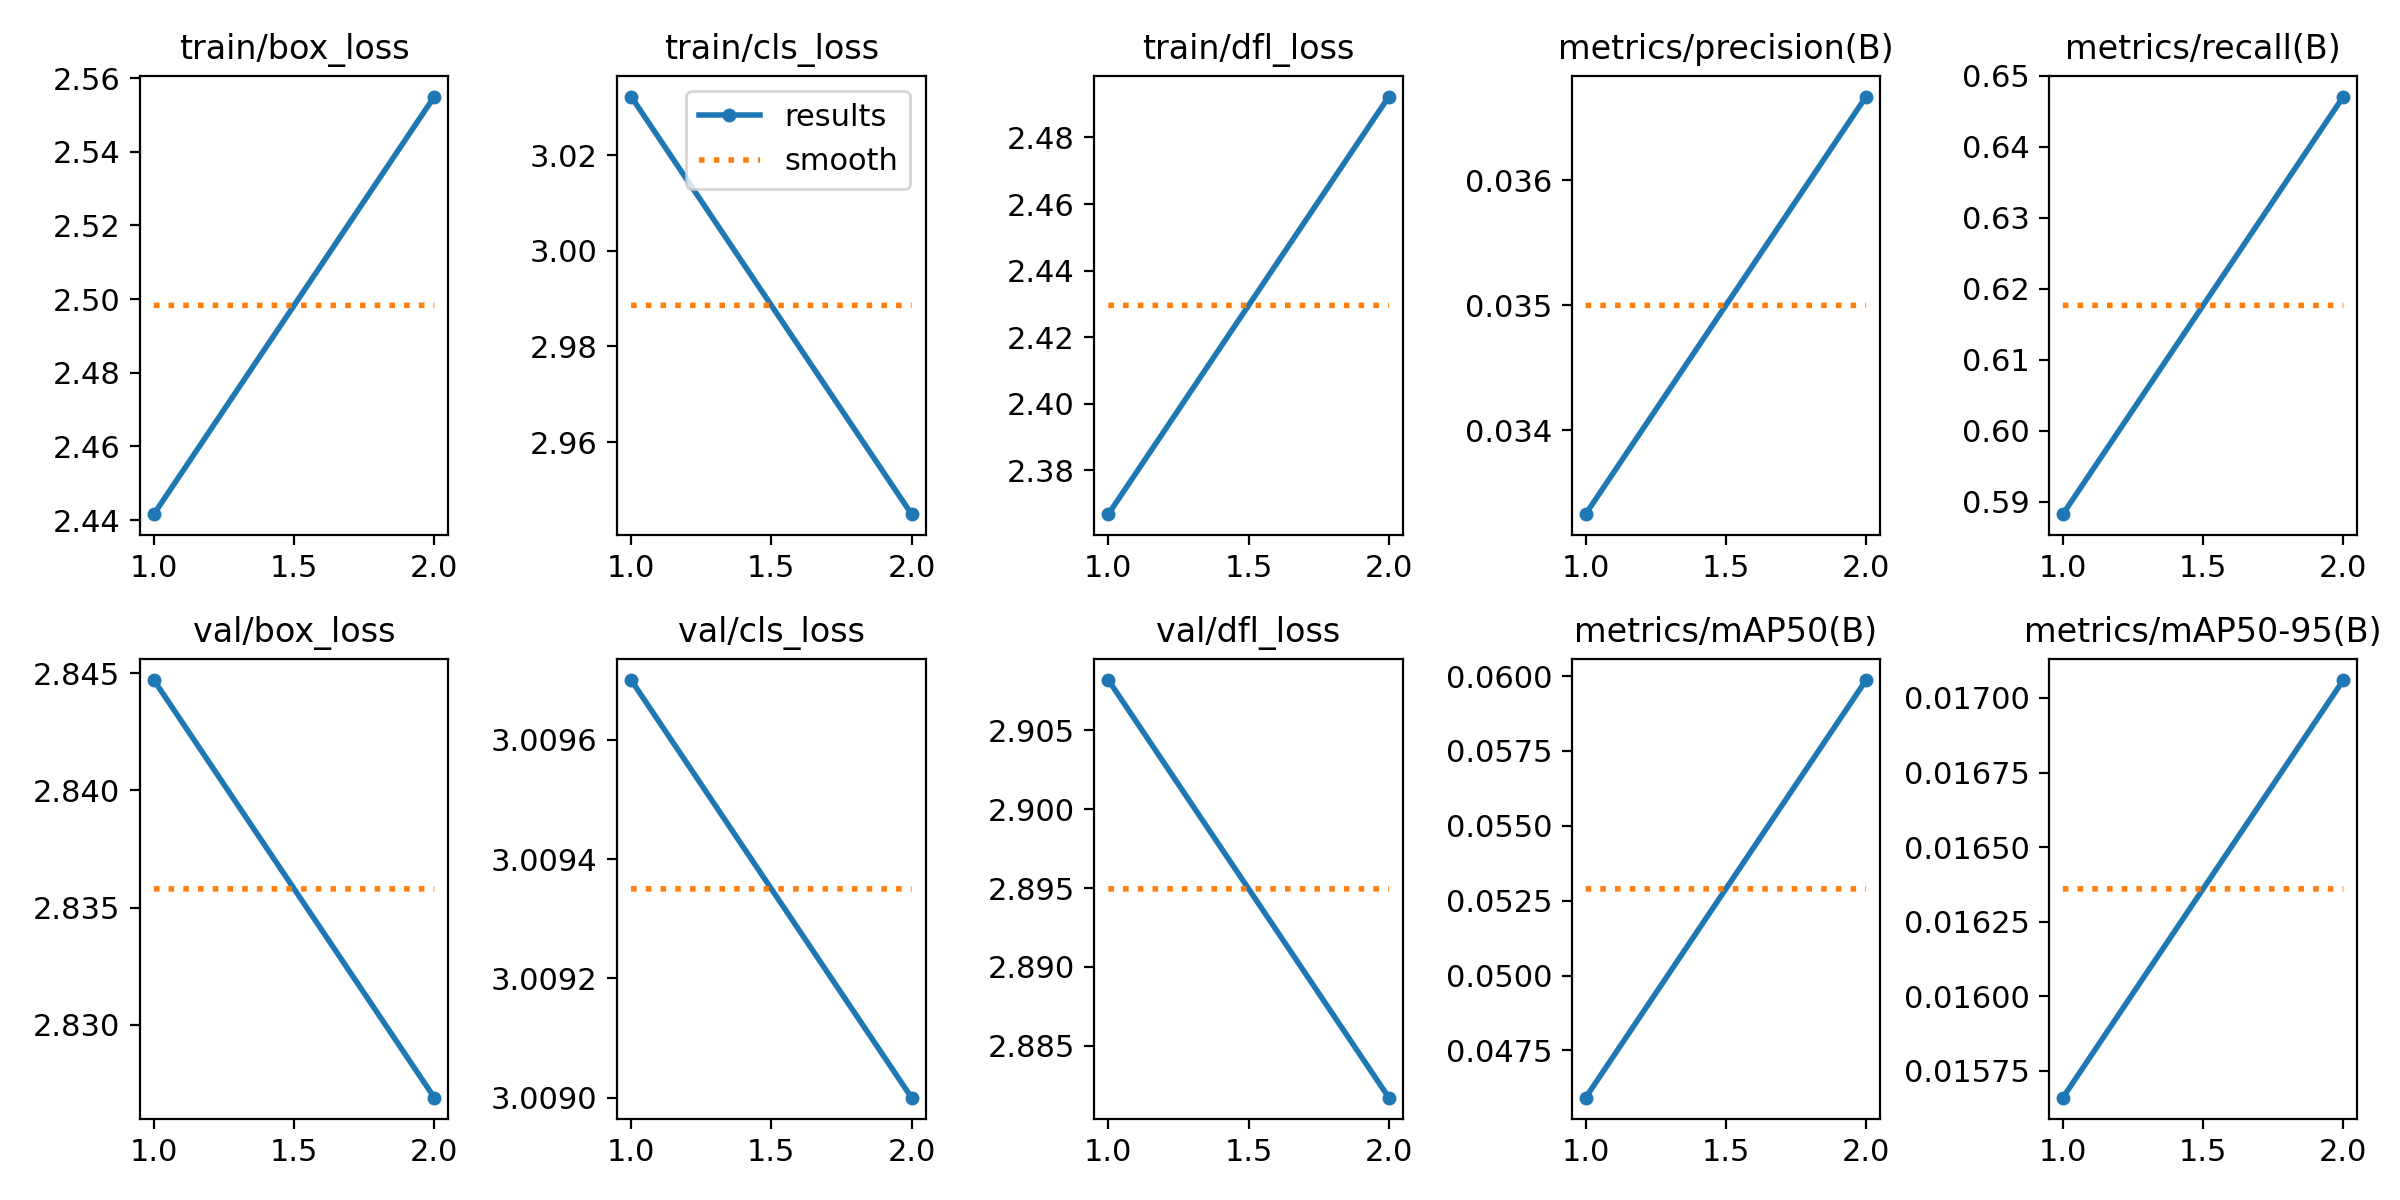 train/box_loss
2.56
2.54
2.52
2.50
2.48
2.46
2.44
1.0 1.5 2.0
train/cls_loss
results
smooth
3.02
3.00
2.98
2.96
1.0 1.5 2.0
train/dfl_loss
2.48
2.46
2.44
2.42
2.40
2.38
1.0 1.5 2.0
metrics/precision(B)
0.036
0.035
0.034
1.0 1.5 2.0
metrics/recall(B)
0.65
0.64
0.63
0.62
0.61
0.60
0.59
1.0 1.5 2.0
val/box_loss
2.845
2.840
2.835
2.830
1.0 1.5 2.0
val/cls_loss
3.0096
3.0094
3.0092
3.0090
1.0 1.5 2.0
val/dfl_loss
2.905
2.900
2.895
2.890
2.885
1.0 1.5 2.0
metrics/mAP50(B)
0.0600
0.0575
0.0550
0.0525
0.0500
0.0475
1.0 1.5 2.0
metrics/mAP50-95(B)
0.01700
0.01675
0.01650
0.01625
0.01600
0.01575
1.0 1.5 2.0